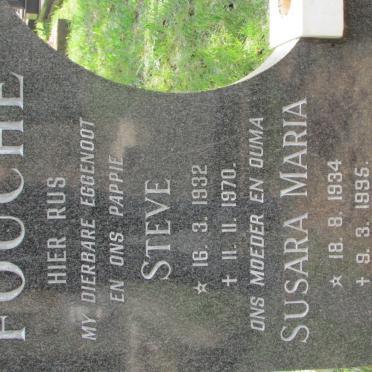 FOUCHE
HIER RUS
MY DIERBARE EGGENOOT
EN ONS PAPPIE
STEVE
☆ 16. 3. 1932
+ 11. 11. 1970.
ONS MOEDER EN OUMA
SUSARA MARIA
☆ 18. 8. 1934
+ 9. 3. 1995.